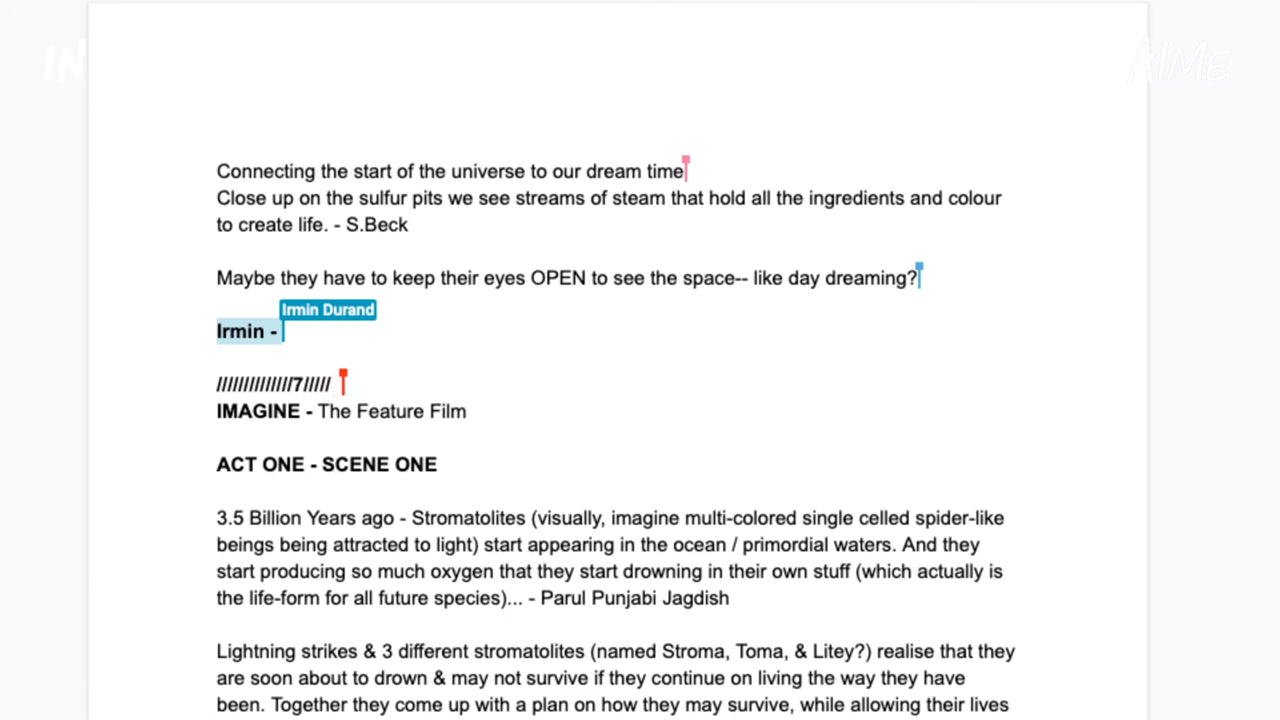 IN
AIME
Connecting the start of the universe to our dream time
Close up on the sulfur pits we see streams of steam that hold all the ingredients and colour
to create life. - S.Beck
Maybe they have to keep their eyes OPEN to see the space-- like day dreaming?
Irmin Durand
Irmin -
//////////////7/////
IMAGINE - The Feature Film
ACT ONE - SCENE ONE
3.5 Billion Years ago - Stromatolites (visually, imagine multi-colored single celled spider-like
beings being attracted to light) start appearing in the ocean / primordial waters. And they
start producing so much oxygen that they start drowning in their own stuff (which actually is
the life-form for all future species)... - Parul Punjabi Jagdish
Lightning strikes & 3 different stromatolites (named Stroma, Toma, & Litey?) realise that they
are soon about to drown & may not survive if they continue on living the way they have
been. Together they come up with a plan on how they may survive, while allowing their lives